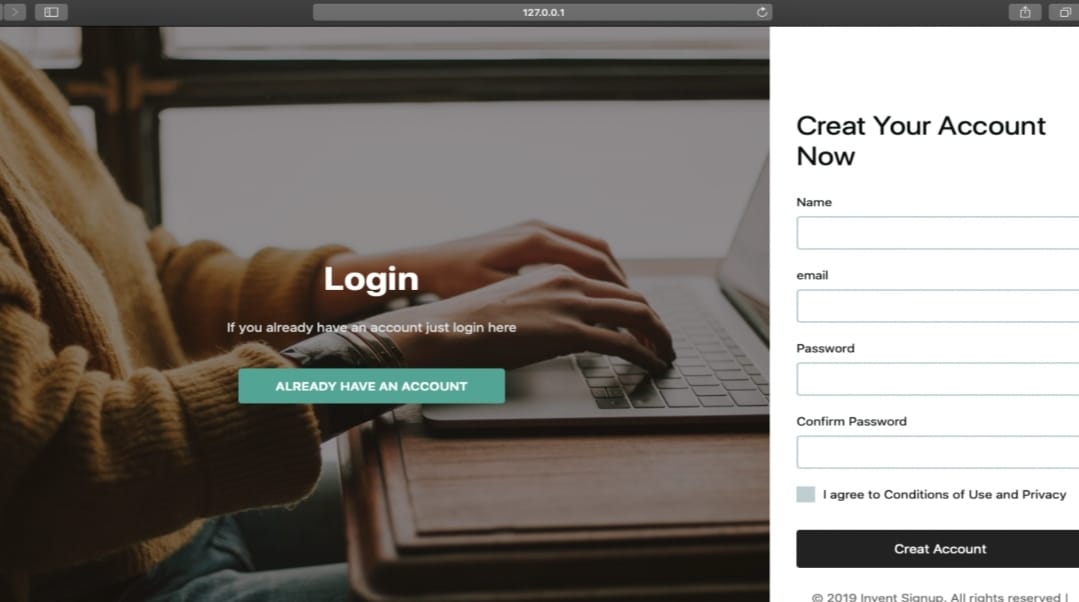 127.0.0.1
Login
If you already have an account just login here
ALREADY HAVE AN ACCOUNT
Creat Your Account
Now
Name
email
Password
Confirm Password
I agree to Conditions of Use and Privacy
Creat Account
© 2019 Invent Signup. All rights reserved |